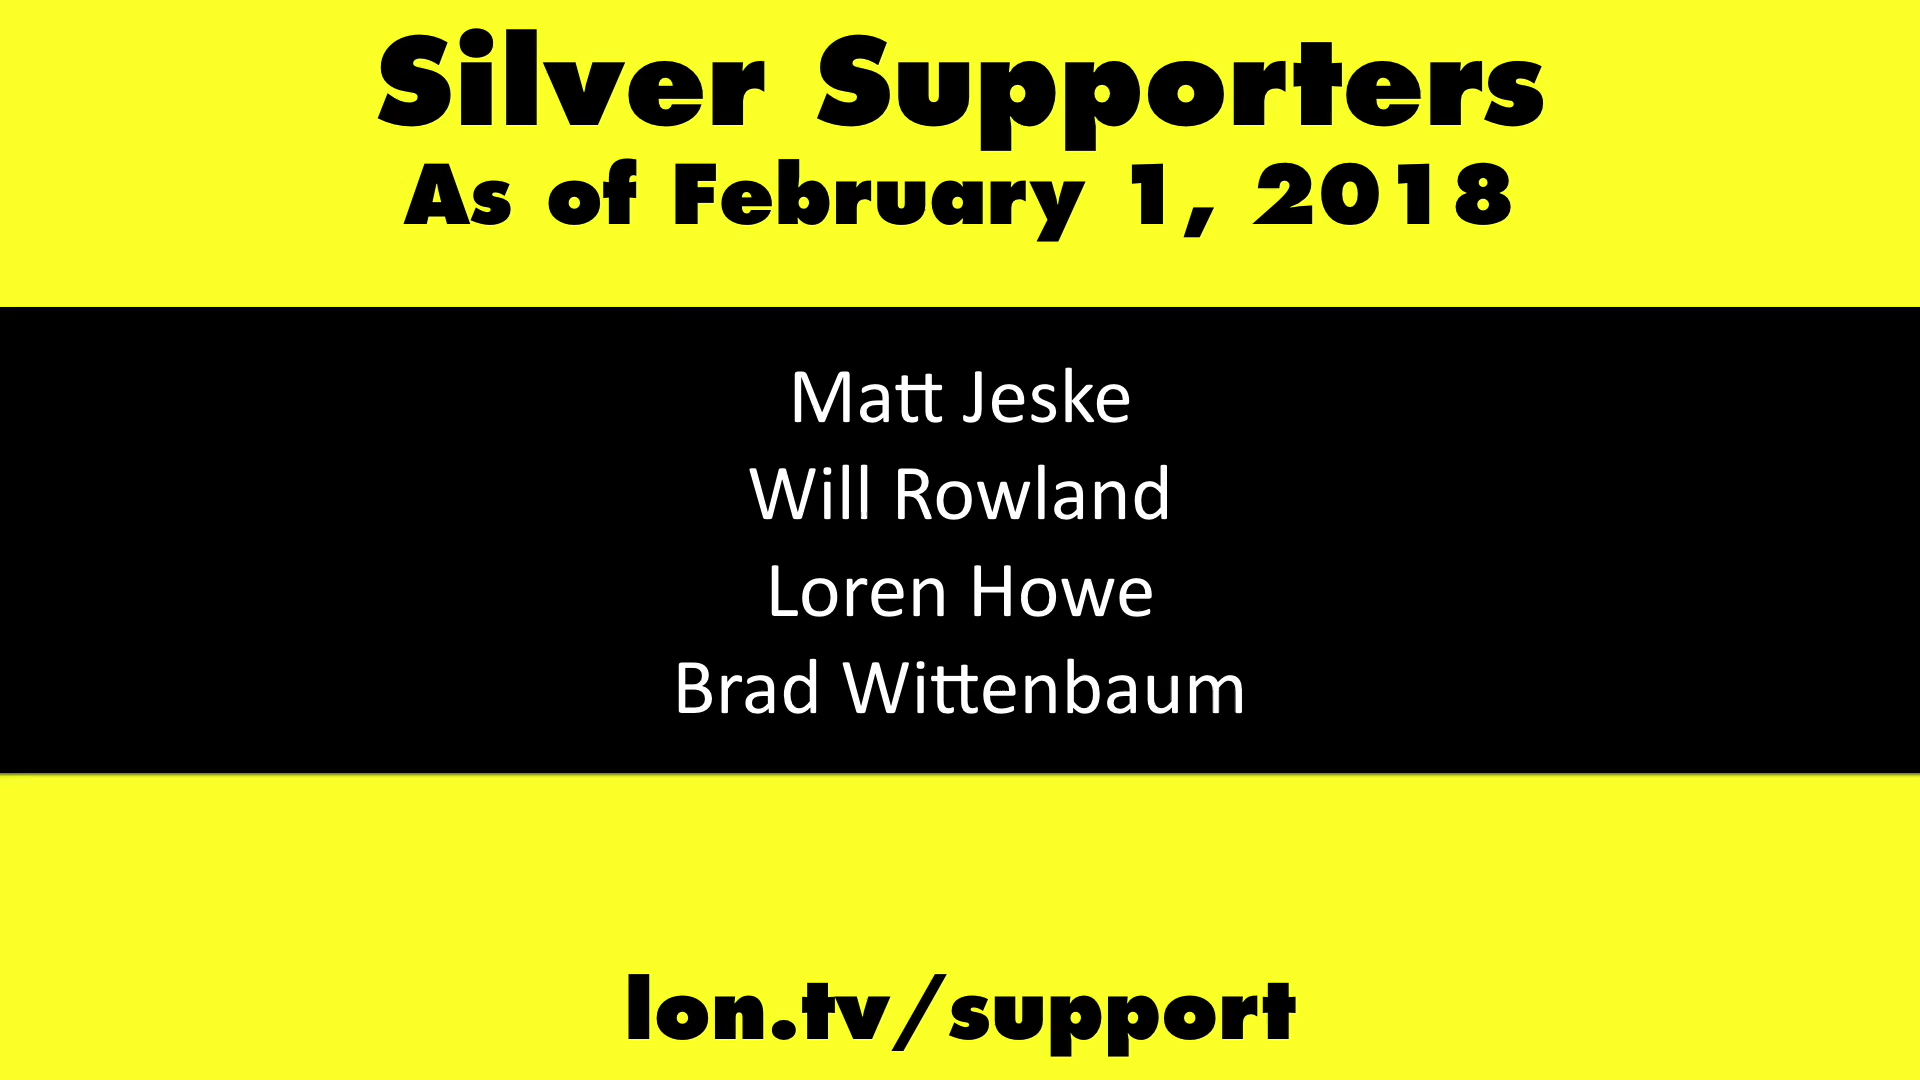 Silver Supporters
As of February 1, 2018
Matt Jeske
Will Rowland
Loren Howe
Brad Wittenbaum
lon.tv/support